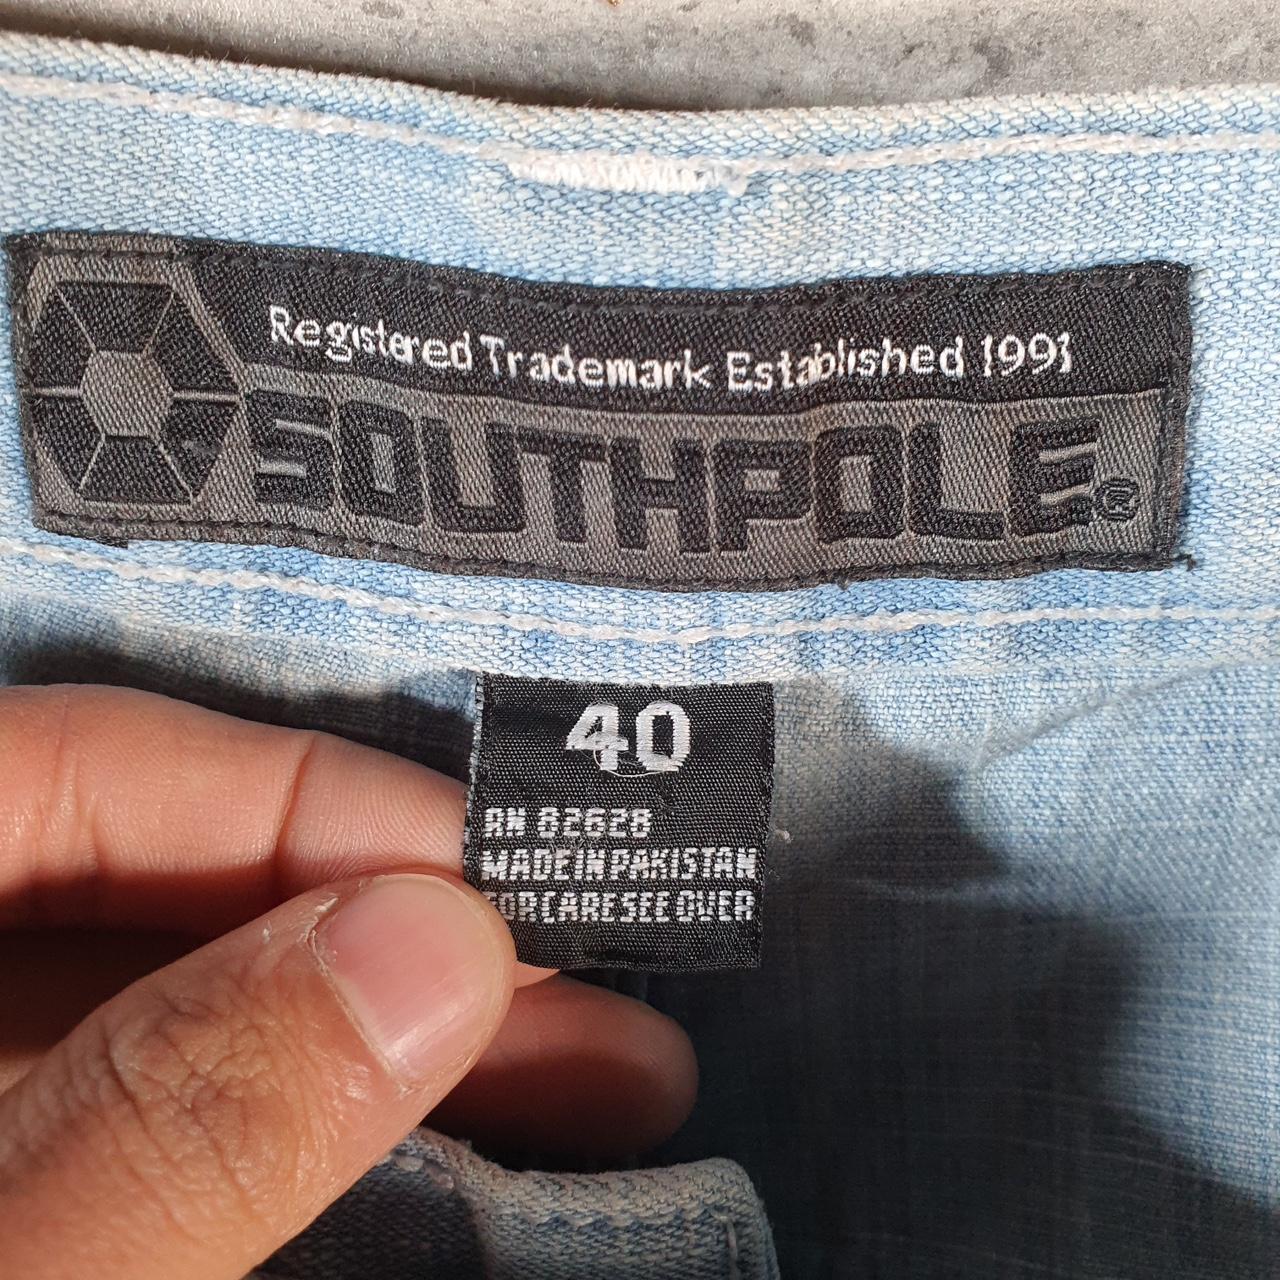 Registered Trademark Established 1991
SOUTHPOLE®
40
RN 82628
MADE IN PAKISTAN
FOR CARE SEE OVER